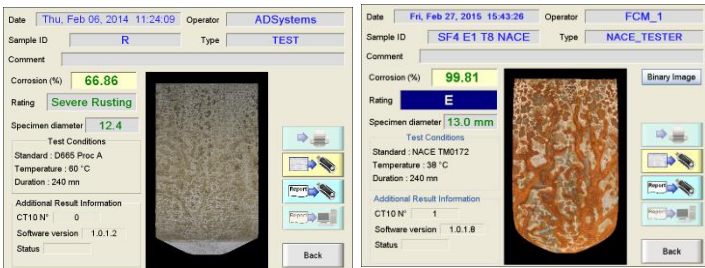 Date Thu, Feb 06, 2014 11:24:09 Operator ADSystems
Sample ID R Type TEST
Comment
Corrosion (%) 66.86
Rating Severe Rusting
Specimen diameter 12.4
Test Conditions
Standard : D665 Proc A
Temperature : 60 °C
Duration : 240 mn
Additional Result Information
CT10 N° 0
Software version 1.0.1.2
Status
Report
Report
Back
Date Fri, Feb 27, 2015 15:43:26 Operator FCM_1
Sample ID SF4 E1 T8 NACE Type NACE_TESTER
Comment
Corrosion (%) 99.81
Binary Image
Rating E
Specimen diameter 13.0 mm
Test Conditions
Standard : NACE TM0172
Temperature : 38 °C
Duration : 240 mn
Additional Result Information
CT10 N° 1
Software version 1.0.1.8
Status
Report
Report
Back